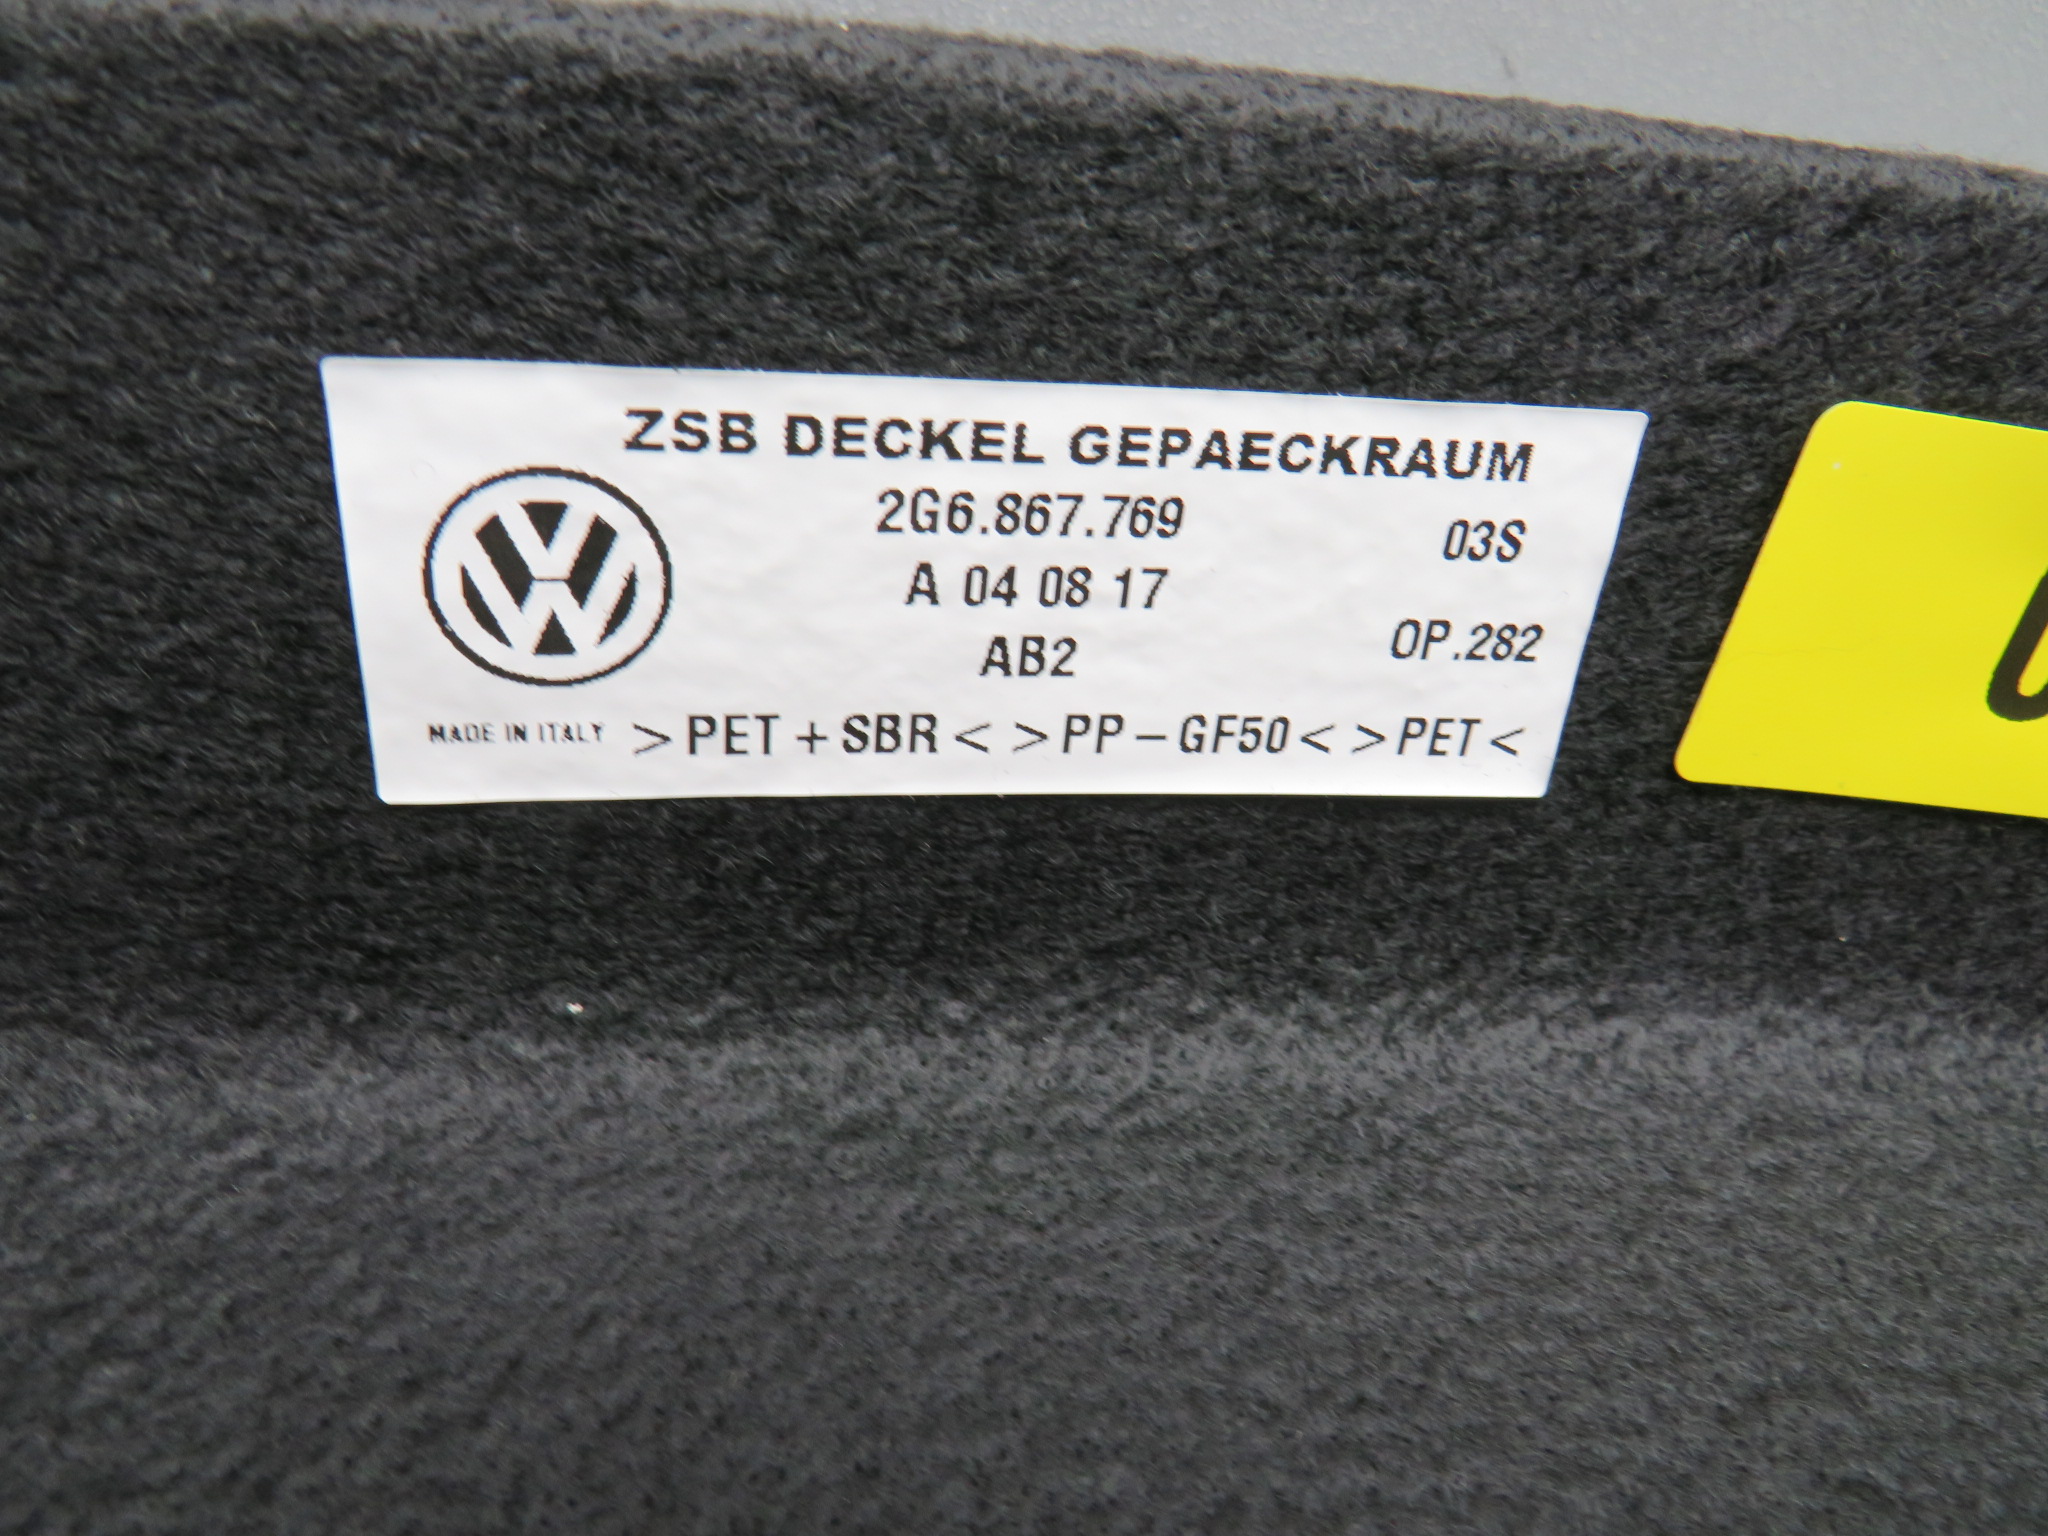 ZSB DECKEL GEPAECKRAUM
2G6.867.769 03S
A 04 08 17
AB2 OP.282
MADE IN ITALY >PET+SBR< >PP-GF50< >PET<